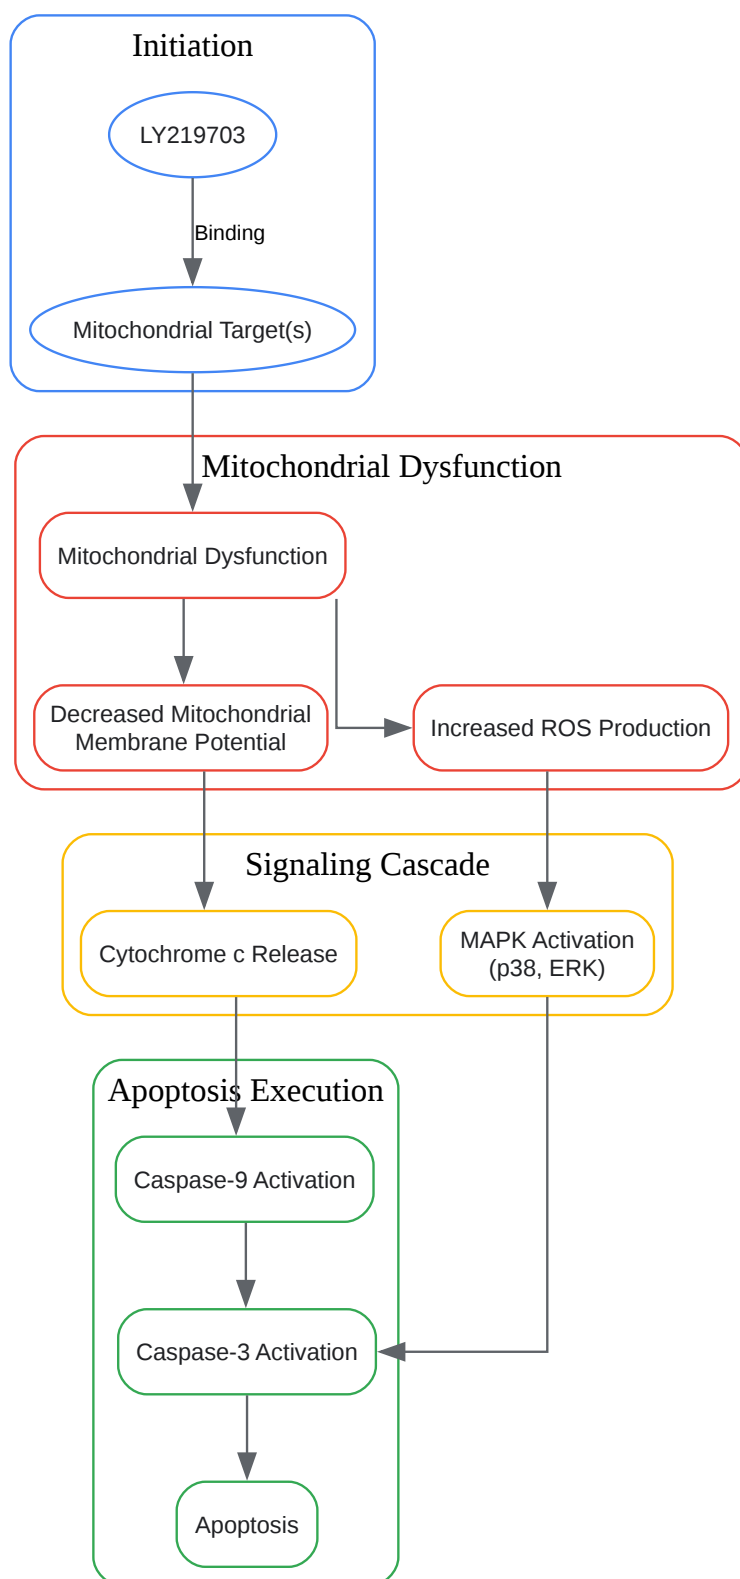 Initiation
LY219703
Binding
Mitochondrial Target(s)
Mitochondrial Dysfunction
Mitochondrial Dysfunction
Decreased Mitochondrial
Membrane Potential
Increased ROS Production
Signaling Cascade
Cytochrome c Release
MAPK Activation
(p38, ERK)
Apoptosis Execution
Caspase-9 Activation
Caspase-3 Activation
Apoptosis